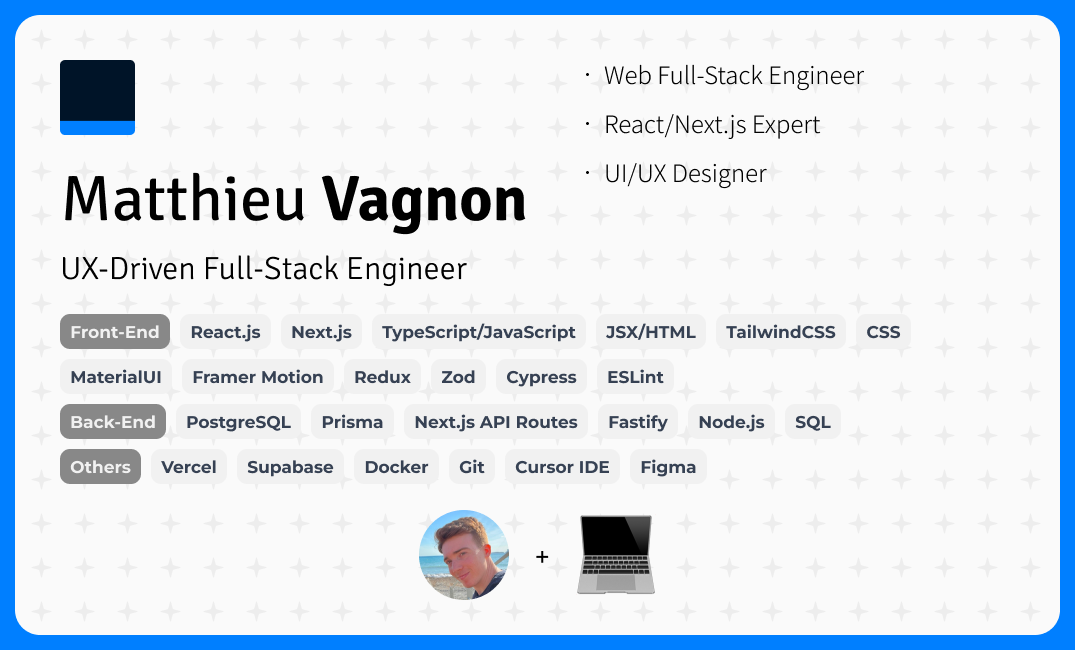 · Web Full-Stack Engineer
· React/Next.js Expert
· UI/UX Designer
Matthieu Vagnon
UX-Driven Full-Stack Engineer
Front-End React.js Next.js TypeScript/JavaScript JSX/HTML TailwindCSS CSS
MaterialUI Framer Motion Redux Zod Cypress ESLint
Back-End PostgreSQL Prisma Next.js API Routes Fastify Node.js SQL
Others Vercel Supabase Docker Git Cursor IDE Figma
+